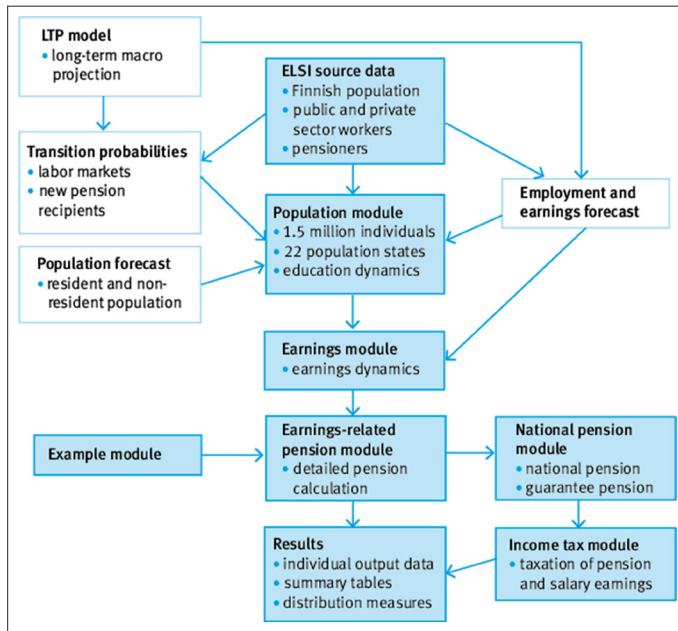 LTP model
• long-term macro
projection
ELSI source data
• Finnish population
• public and private
sector workers
• pensioners
Transition probabilities
• labor markets
• new pension
recipients
Employment and
earnings forecast
Population module
• 1.5 million individuals
• 22 population states
• education dynamics
Population forecast
• resident and non-
resident population
Earnings module
• earnings dynamics
Example module
Earnings-related
pension module
• detailed pension
calculation
National pension
module
• national pension
• guarantee pension
Results
• individual output data
• summary tables
• distribution measures
Income tax module
• taxation of pension
and salary earnings